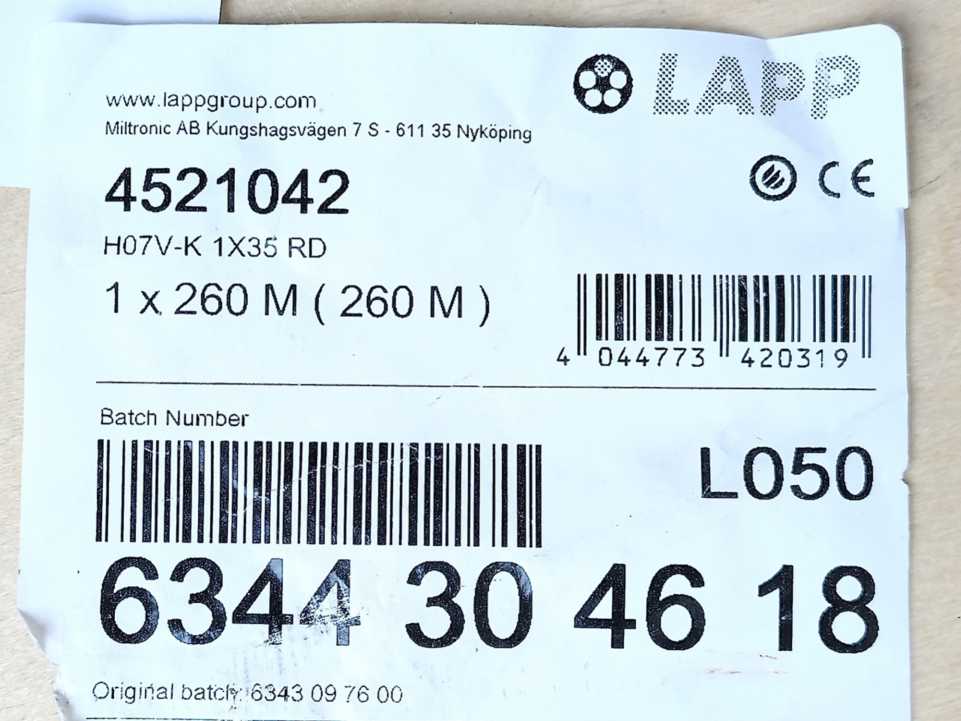 LAPP
www.lappgroup.com
Miltronic AB Kungshagsvägen 7 S - 611 35 Nyköping
4521042
CE
H07V-K 1X35 RD
1 x 260 M ( 260 M )
4 044773 420319
Batch Number
L050
6344 30 46 18
Original batch: 6343 09 76 00